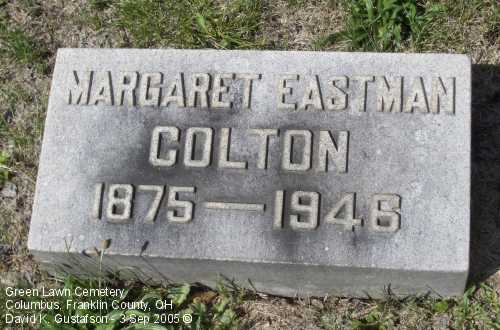 MARGARET EASTMAN
COLTON
1875—1946
Green Lawn Cemetery
Columbus, Franklin County, OH
David K. Gustafson - 3 Sep 2005 ©